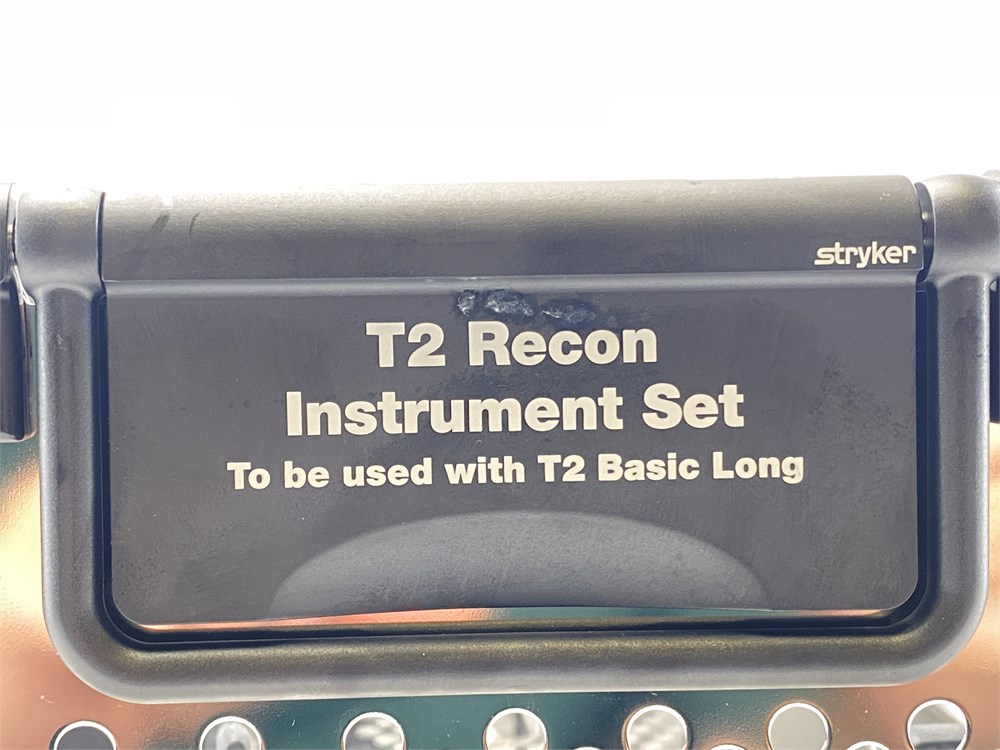 stryker
T2 Recon
Instrument Set
To be used with T2 Basic Long